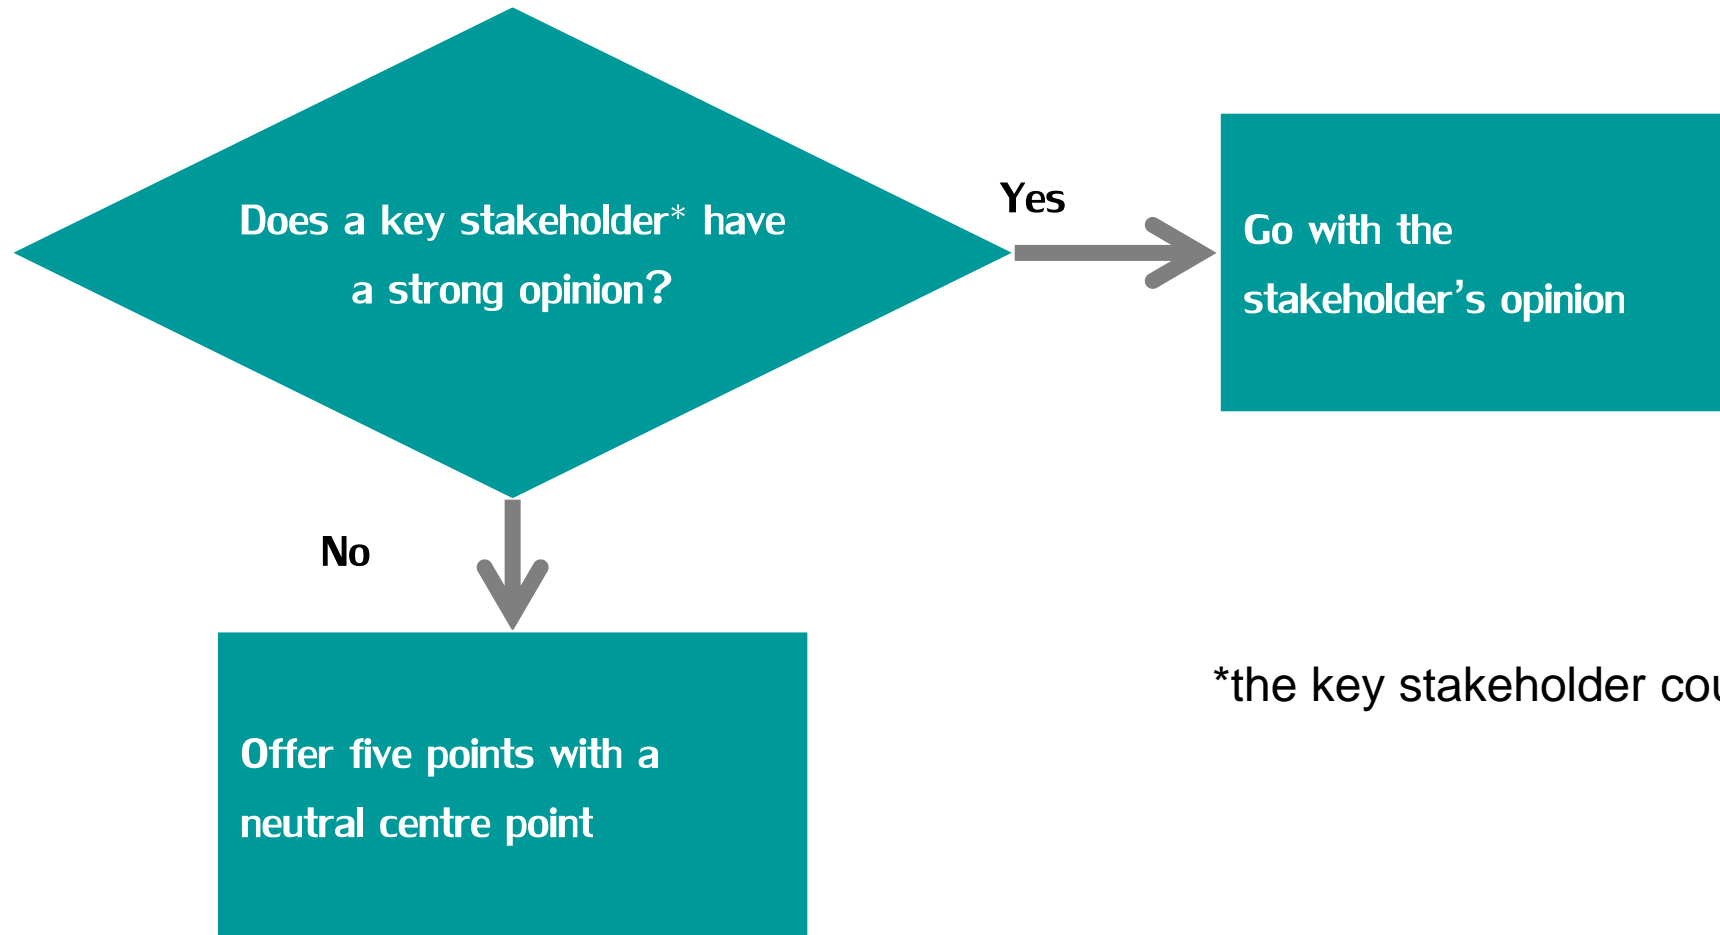 Does a key stakeholder* have
a strong opinion?
Yes
Go with the
stakeholder’s opinion
No
Offer five points with a
neutral centre point
*the key stakeholder